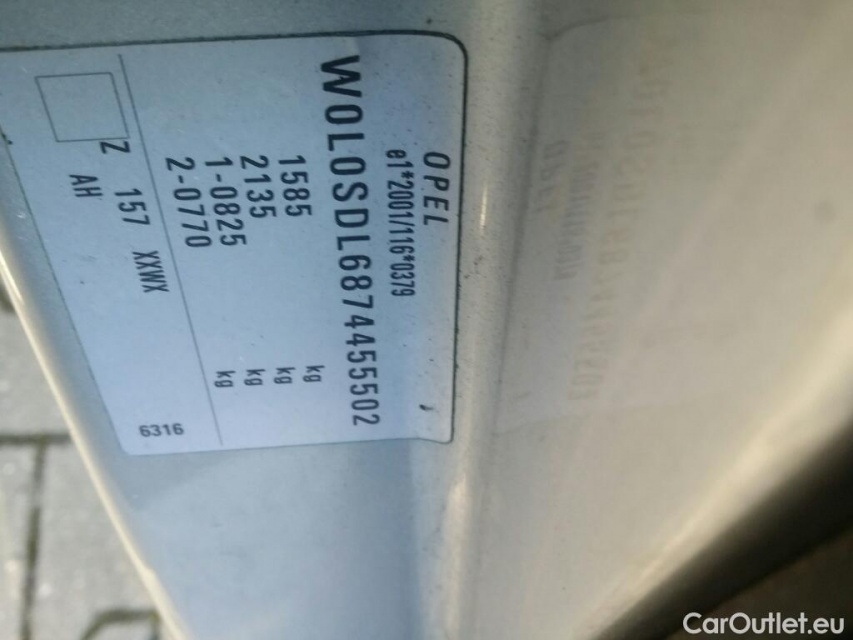 OPEL
e1*2001/116*0379
W0L0SDL6874455502
1585 kg
2135 kg
1-0825 kg
2-0770 kg
Z 157 XXWX
AH
6316
CarOutlet.eu